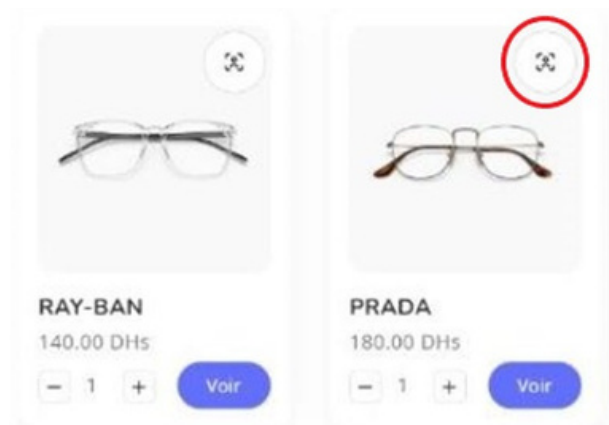 RAY-BAN
140.00 DHs
− 1 + Voir
PRADA
180.00 DHs
− 1 + Voir